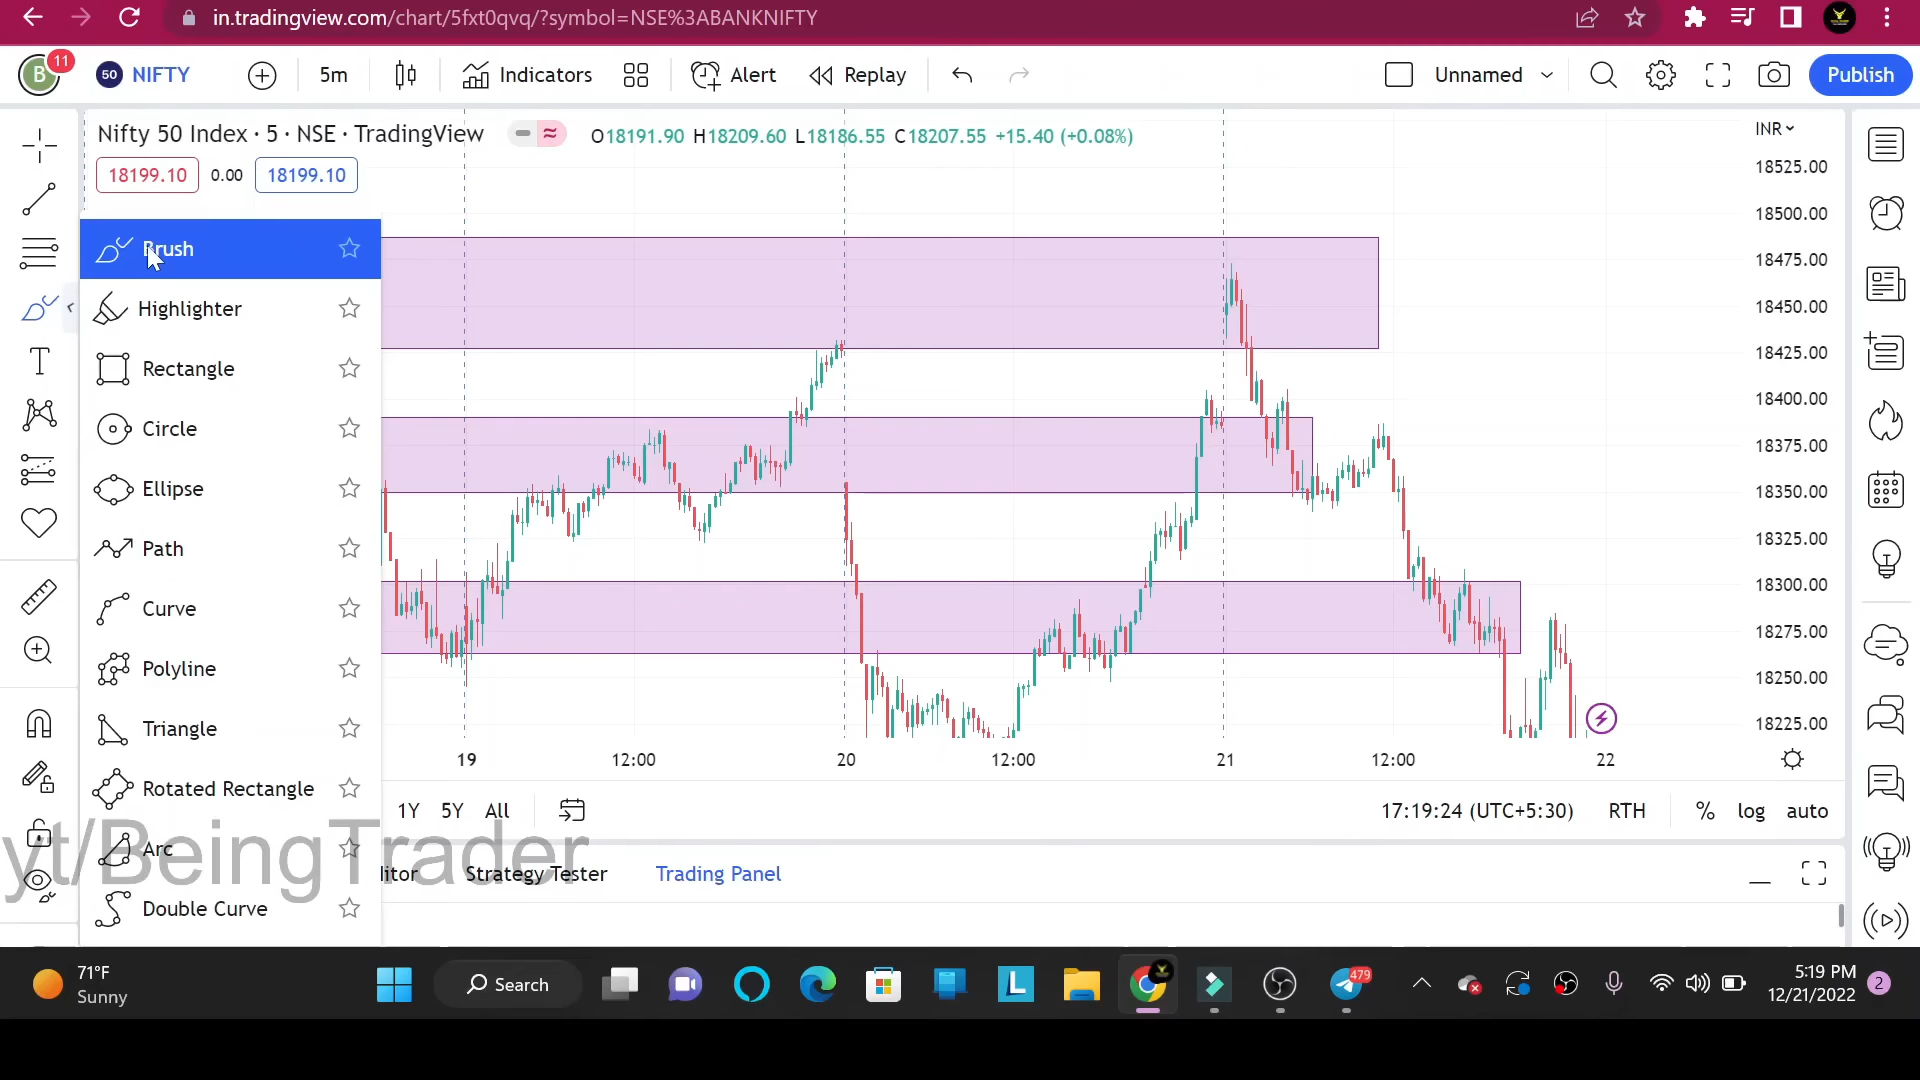 in.tradingview.com/chart/5fxt0qvq/?symbol=NSE%3ABANKNIFTY
B 11 50 NIFTY 5m Indicators Alert Replay Unnamed Publish
Nifty 50 Index · 5 · NSE · TradingView O18191.90 H18209.60 L18186.55 C18207.55 +15.40 (+0.08%) INR
18199.10 0.00 18199.10
18525.00
18500.00
18475.00
18450.00
18425.00
18400.00
18375.00
18350.00
18325.00
18300.00
18275.00
18250.00
18225.00
Brush
Highlighter
Rectangle
Circle
Ellipse
Path
Curve
Polyline
Triangle
Rotated Rectangle
Arc
Double Curve
T
19 12:00 20 12:00 21 12:00 22
1Y 5Y All 17:19:24 (UTC+5:30) RTH % log auto
yt/BeingTrader
itor Strategy Tester Trading Panel
71°F
Sunny
Search
L
479
5:19 PM
12/21/2022
2